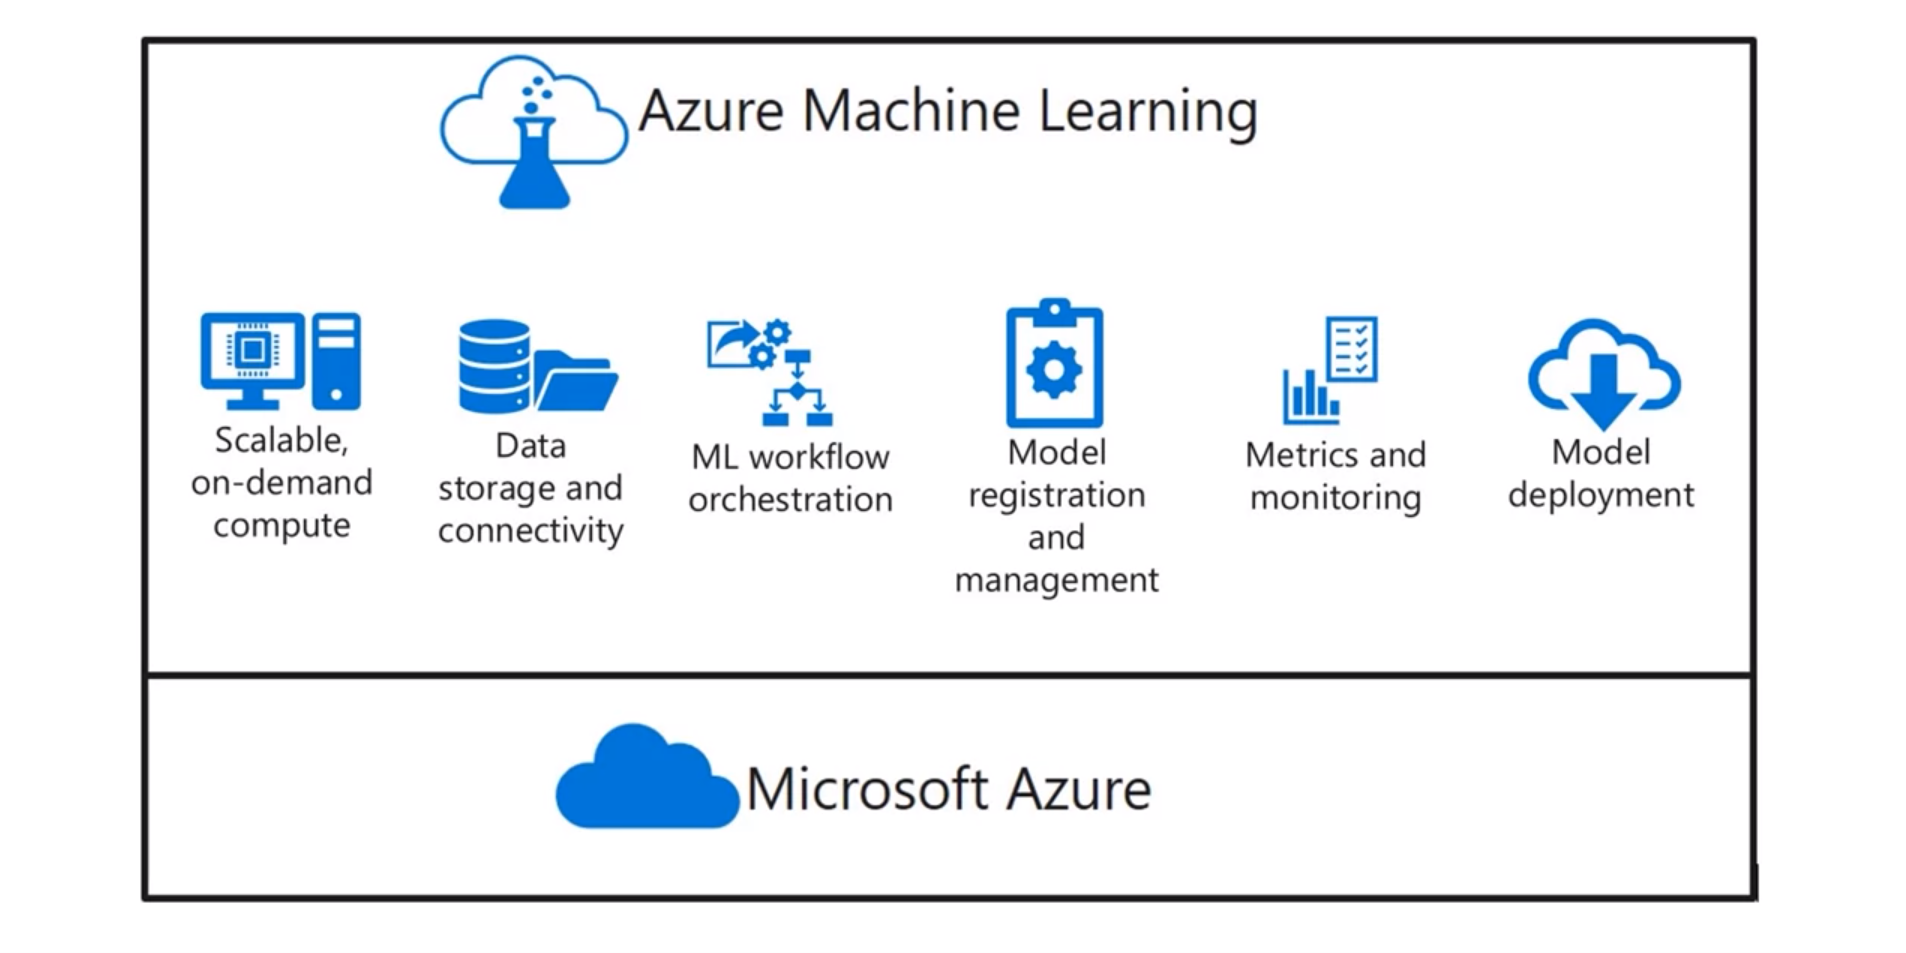 Azure Machine Learning
Scalable,
on-demand
compute
Data
storage and
connectivity
ML workflow
orchestration
Model
registration
and
management
Metrics and
monitoring
Model
deployment
Microsoft Azure